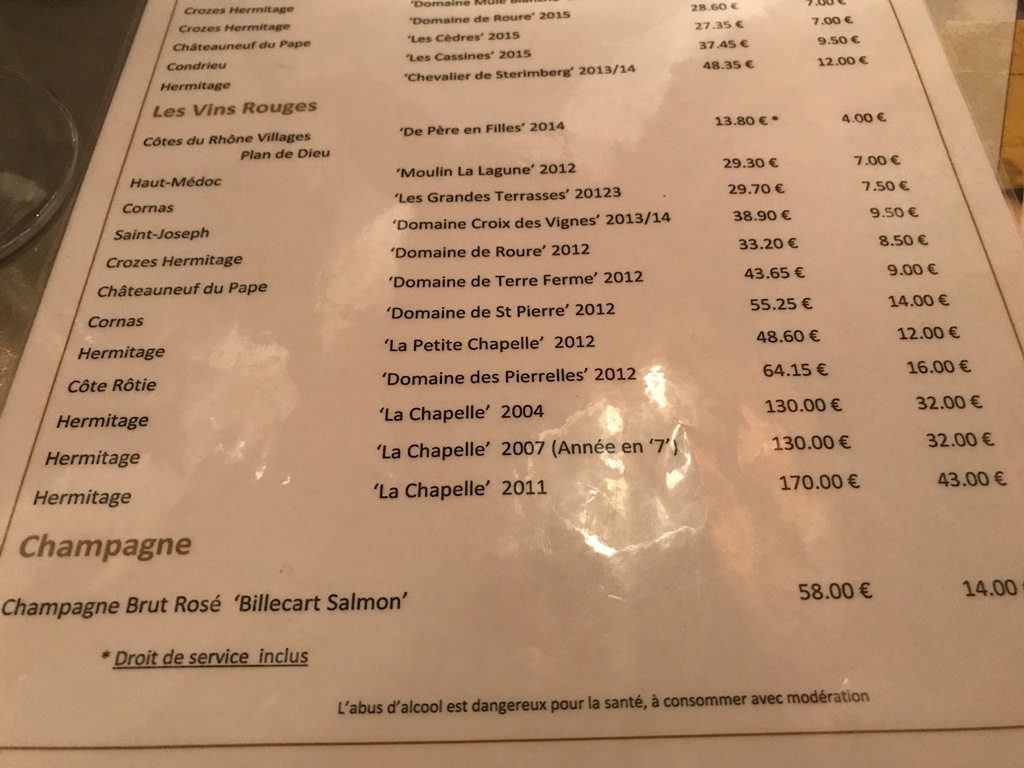 Crozes Hermitage 'Domaine Mule Blanche'
Crozes Hermitage 'Domaine de Roure' 2015 28.60 € 7.00 €
Châteauneuf du Pape 'Les Cèdres' 2015 27.35 € 7.00 €
Condrieu 'Les Cassines' 2015 37.45 € 9.50 €
Hermitage 'Chevalier de Sterimberg' 2013/14 48.35 € 12.00 €
Les Vins Rouges
Côtes du Rhône Villages 'De Père en Filles' 2014 13.80 € * 4.00 €
Plan de Dieu
Haut-Médoc 'Moulin La Lagune' 2012 29.30 € 7.00 €
Cornas 'Les Grandes Terrasses' 20123 . 29.70 € 7.50 €
Saint-Joseph 'Domaine Croix des Vignes' 2013/14 38.90 € 9.50 €
Crozes Hermitage 'Domaine de Roure' 2012 33.20 € 8.50 €
Châteauneuf du Pape 'Domaine de Terre Ferme' 2012 43.65 € 9.00 €
Cornas 'Domaine de St Pierre' 2012 55.25 € 14.00 €
Hermitage 'La Petite Chapelle' 2012 48.60 € 12.00 €
Côte Rôtie 'Domaine des Pierrelles' 2012 64.15 € 16.00 €
Hermitage 'La Chapelle' 2004 130.00 € 32.00 €
Hermitage 'La Chapelle' 2007 (Année en '7') 130.00 € 32.00 €
Hermitage 'La Chapelle' 2011 170.00 € 43.00 €
Champagne
Champagne Brut Rosé 'Billecart Salmon' 58.00 € 14.00 €
* Droit de service inclus
L'abus d'alcool est dangereux pour la santé, à consommer avec modération